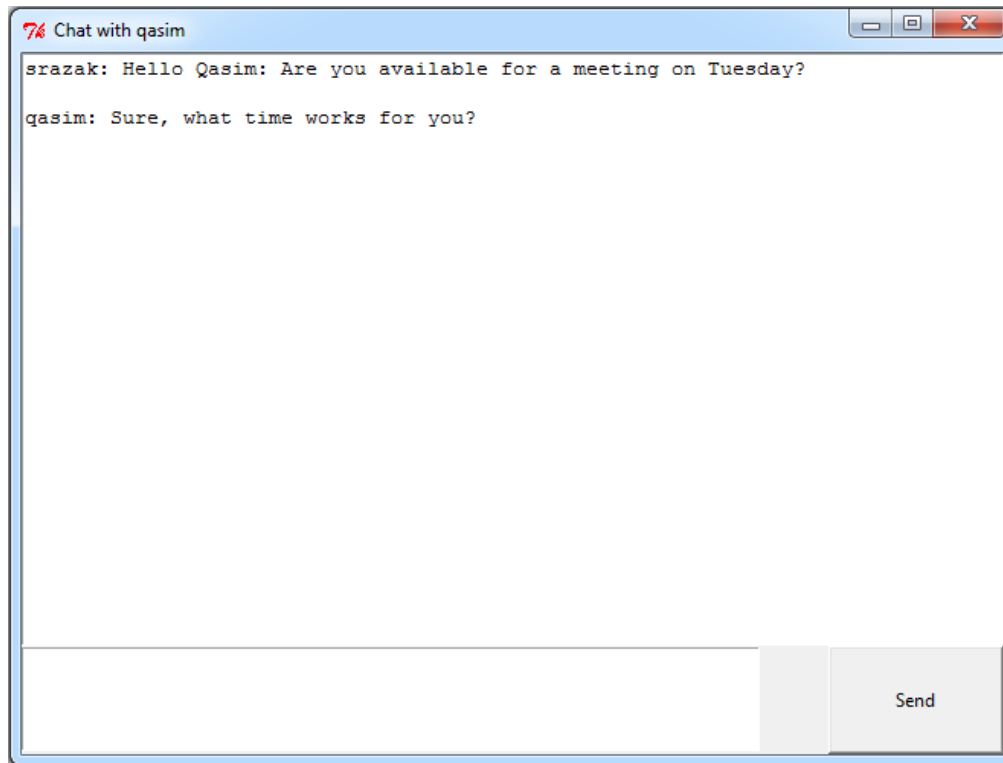 Chat with qasim
srazak: Hello Qasim: Are you available for a meeting on Tuesday?
qasim: Sure, what time works for you?
Send